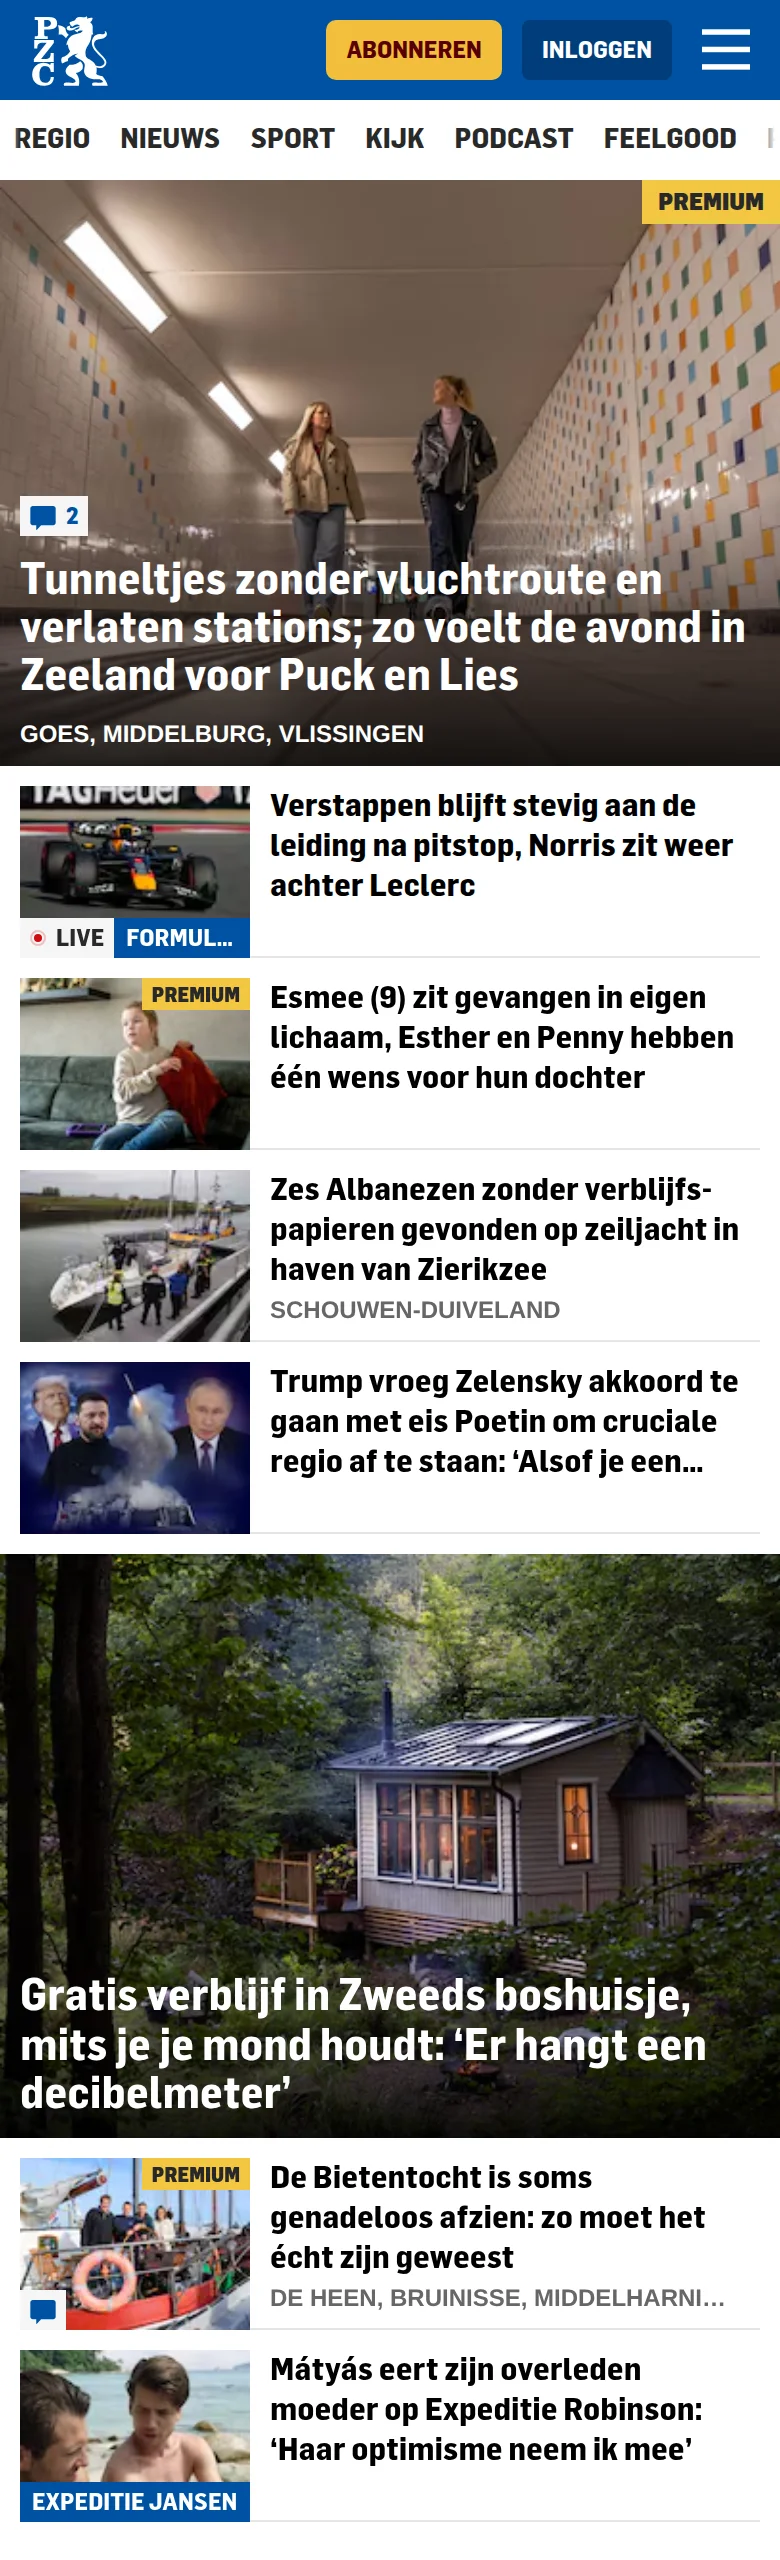 PZC
ABONNEREN
INLOGGEN
REGIO NIEUWS SPORT KIJK PODCAST FEELGOOD
PREMIUM
2
Tunneltjes zonder vluchtroute en
verlaten stations; zo voelt de avond in
Zeeland voor Puck en Lies
GOES, MIDDELBURG, VLISSINGEN
TAGHeuer
Verstappen blijft stevig aan de
leiding na pitstop, Norris zit weer
achter Leclerc
LIVE FORMUL...
PREMIUM
Esmee (9) zit gevangen in eigen
lichaam, Esther en Penny hebben
één wens voor hun dochter
Zes Albanezen zonder verblijfs-
papieren gevonden op zeiljacht in
haven van Zierikzee
SCHOUWEN-DUIVELAND
Trump vroeg Zelensky akkoord te
gaan met eis Poetin om cruciale
regio af te staan: ‘Alsof je een...
Gratis verblijf in Zweeds boshuisje,
mits je je mond houdt: ‘Er hangt een
decibelmeter’
PREMIUM
De Bietentocht is soms
genadeloos afzien: zo moet het
écht zijn geweest
DE HEEN, BRUINISSE, MIDDELHARNI...
Mátyás eert zijn overleden
moeder op Expeditie Robinson:
‘Haar optimisme neem ik mee’
EXPEDITIE JANSEN